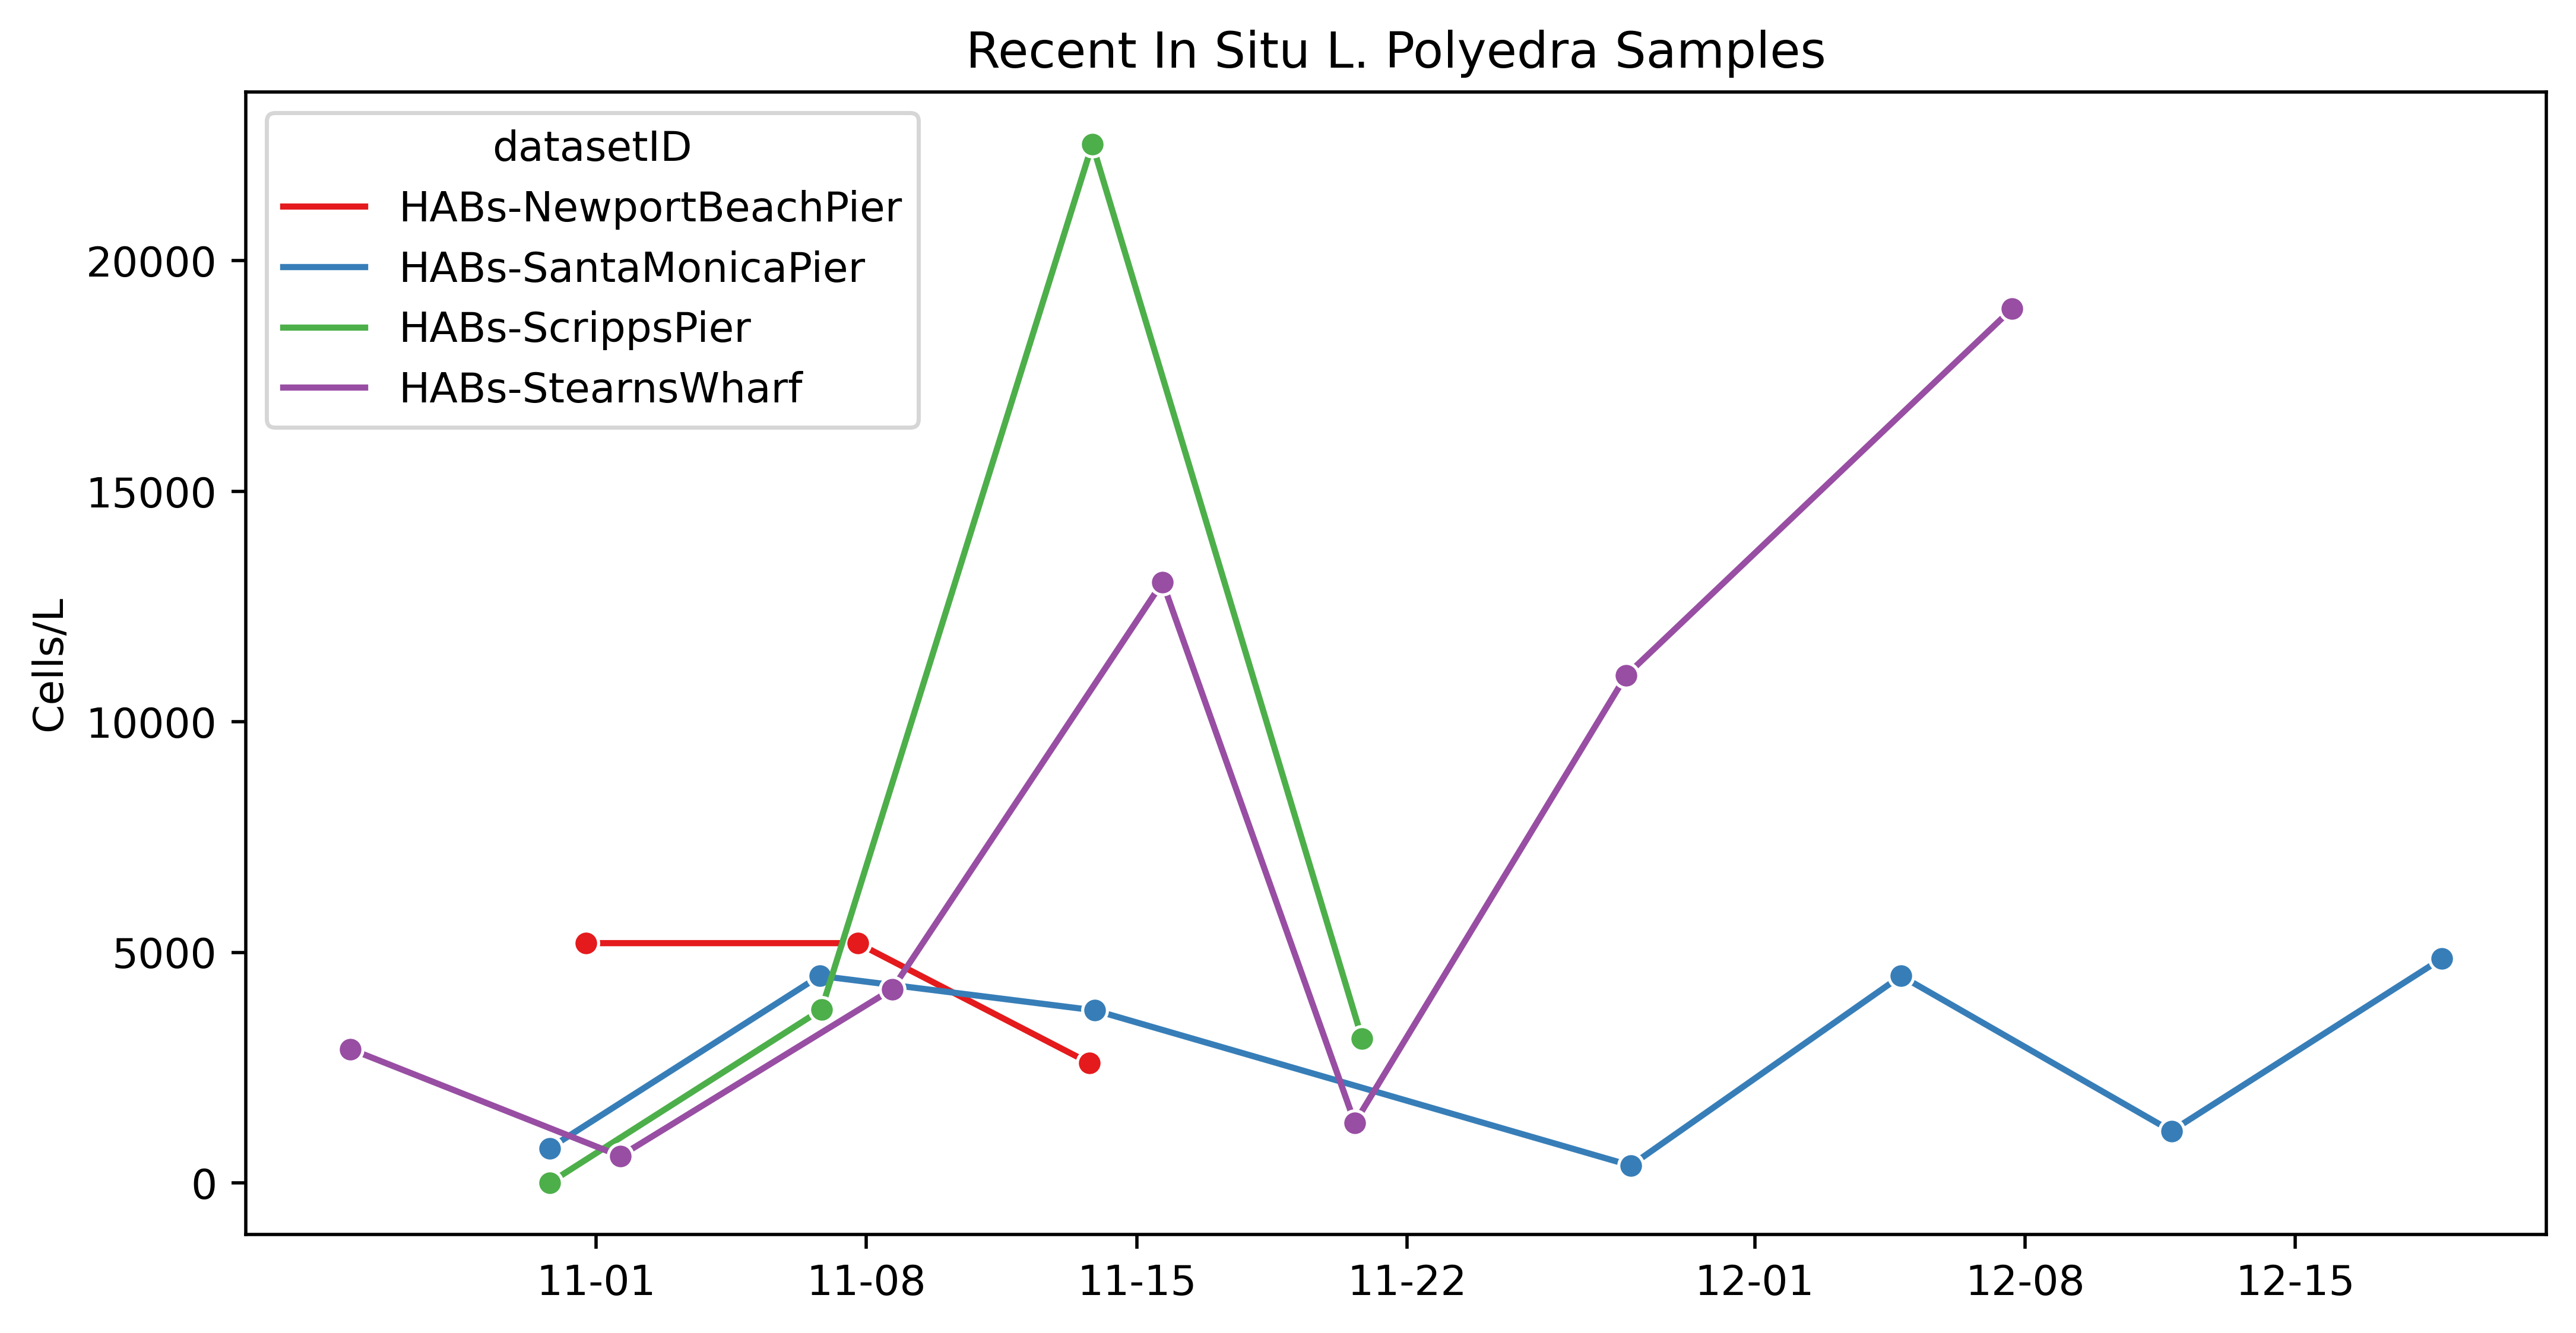 Recent In Situ L. Polyedra Samples
datasetID
HABs-NewportBeachPier
HABs-SantaMonicaPier
HABs-ScrippsPier
HABs-StearnsWharf
Cells/L
20000
15000
10000
5000
0
11-01 11-08 11-15 11-22 12-01 12-08 12-15